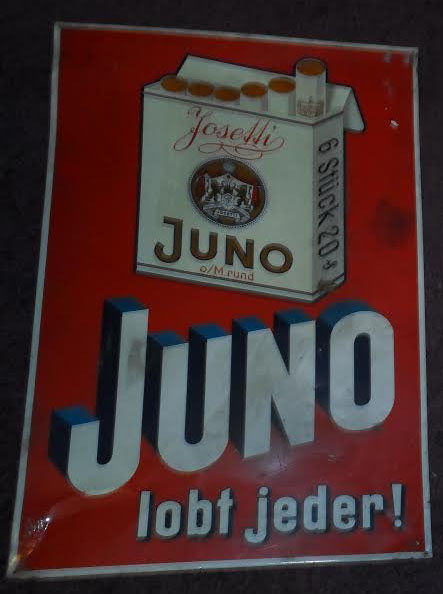 Josetti
JUNO
o/M. rund
6 Stück 20 ₰
JUNO
lobt jeder!